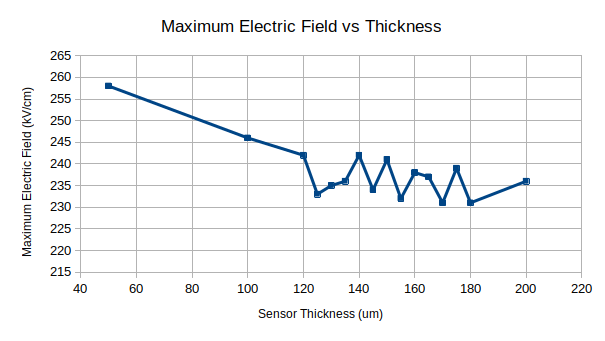 Maximum Electric Field vs Thickness
265
260
255
250
245
240
235
230
225
220
215
Maximum Electric Field (kV/cm)
40 60 80 100 120 140 160 180 200 220
Sensor Thickness (um)